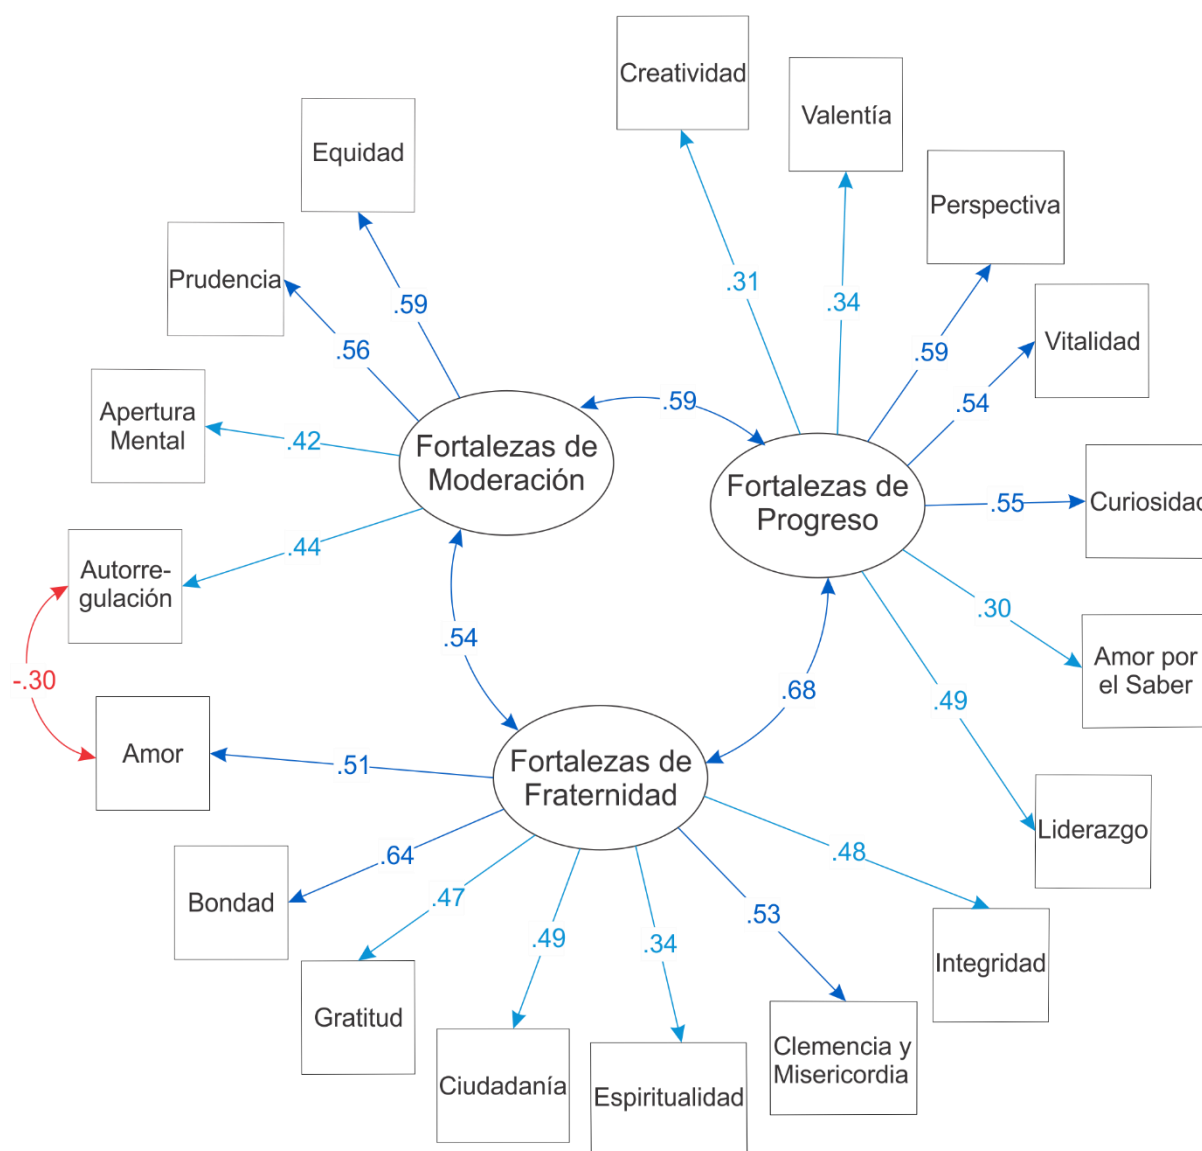 Creatividad
Valentía
Equidad
Perspectiva
Prudencia
.31
.34
.59
.59
Vitalidad
.56
.54
Apertura
Mental
.42
.59
Fortalezas de
Moderación
Fortalezas de
Progreso
.55
Curiosidad
.44
Autorre-
gulación
.30
.54
-.30
.68
.49
Amor por
el Saber
Amor
.51
Fortalezas de
Fraternidad
Liderazgo
.64
.48
Bondad
.47
.49
.34
.53
Integridad
Gratitud
Ciudadanía
Espiritualidad
Clemencia y
Misericordia